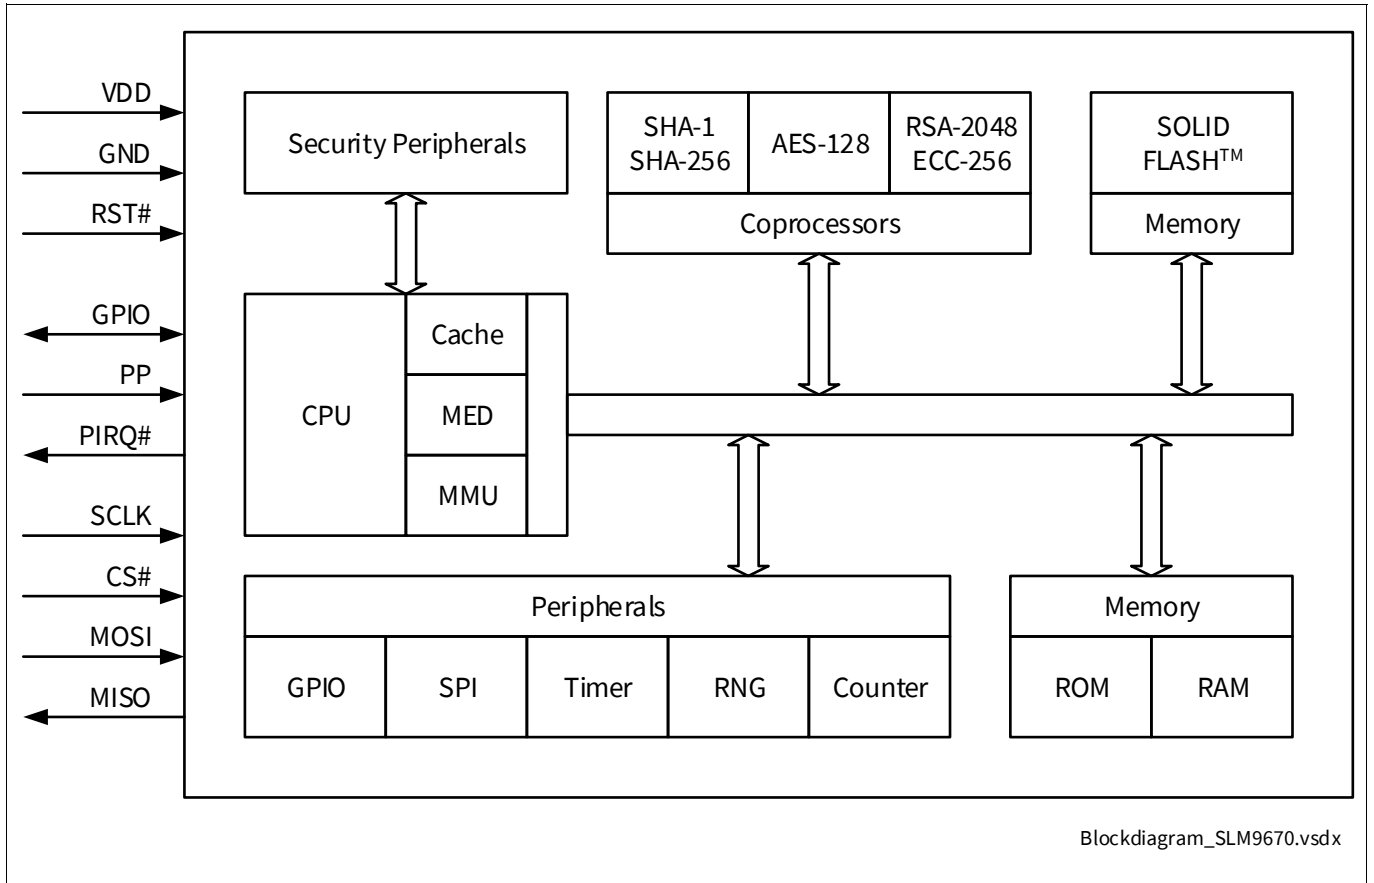 VDD
GND
RST#
GPIO
PP
PIRQ#
SCLK
CS#
MOSI
MISO
Security Peripherals
SHA-1
SHA-256
AES-128
RSA-2048
ECC-256
Coprocessors
SOLID
FLASH™
Memory
CPU
Cache
MED
MMU
Peripherals
GPIO
SPI
Timer
RNG
Counter
Memory
ROM
RAM
Blockdiagram_SLM9670.vsdx